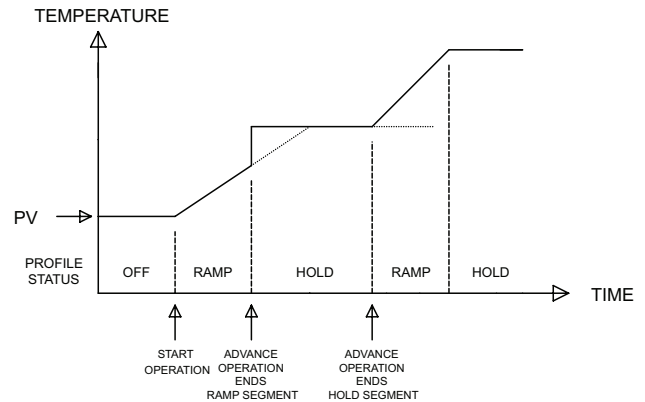 TEMPERATURE
PV
PROFILE
STATUS
OFF
RAMP
HOLD
RAMP
HOLD
TIME
START
OPERATION
ADVANCE
OPERATION
ENDS
RAMP SEGMENT
ADVANCE
OPERATION
ENDS
HOLD SEGMENT